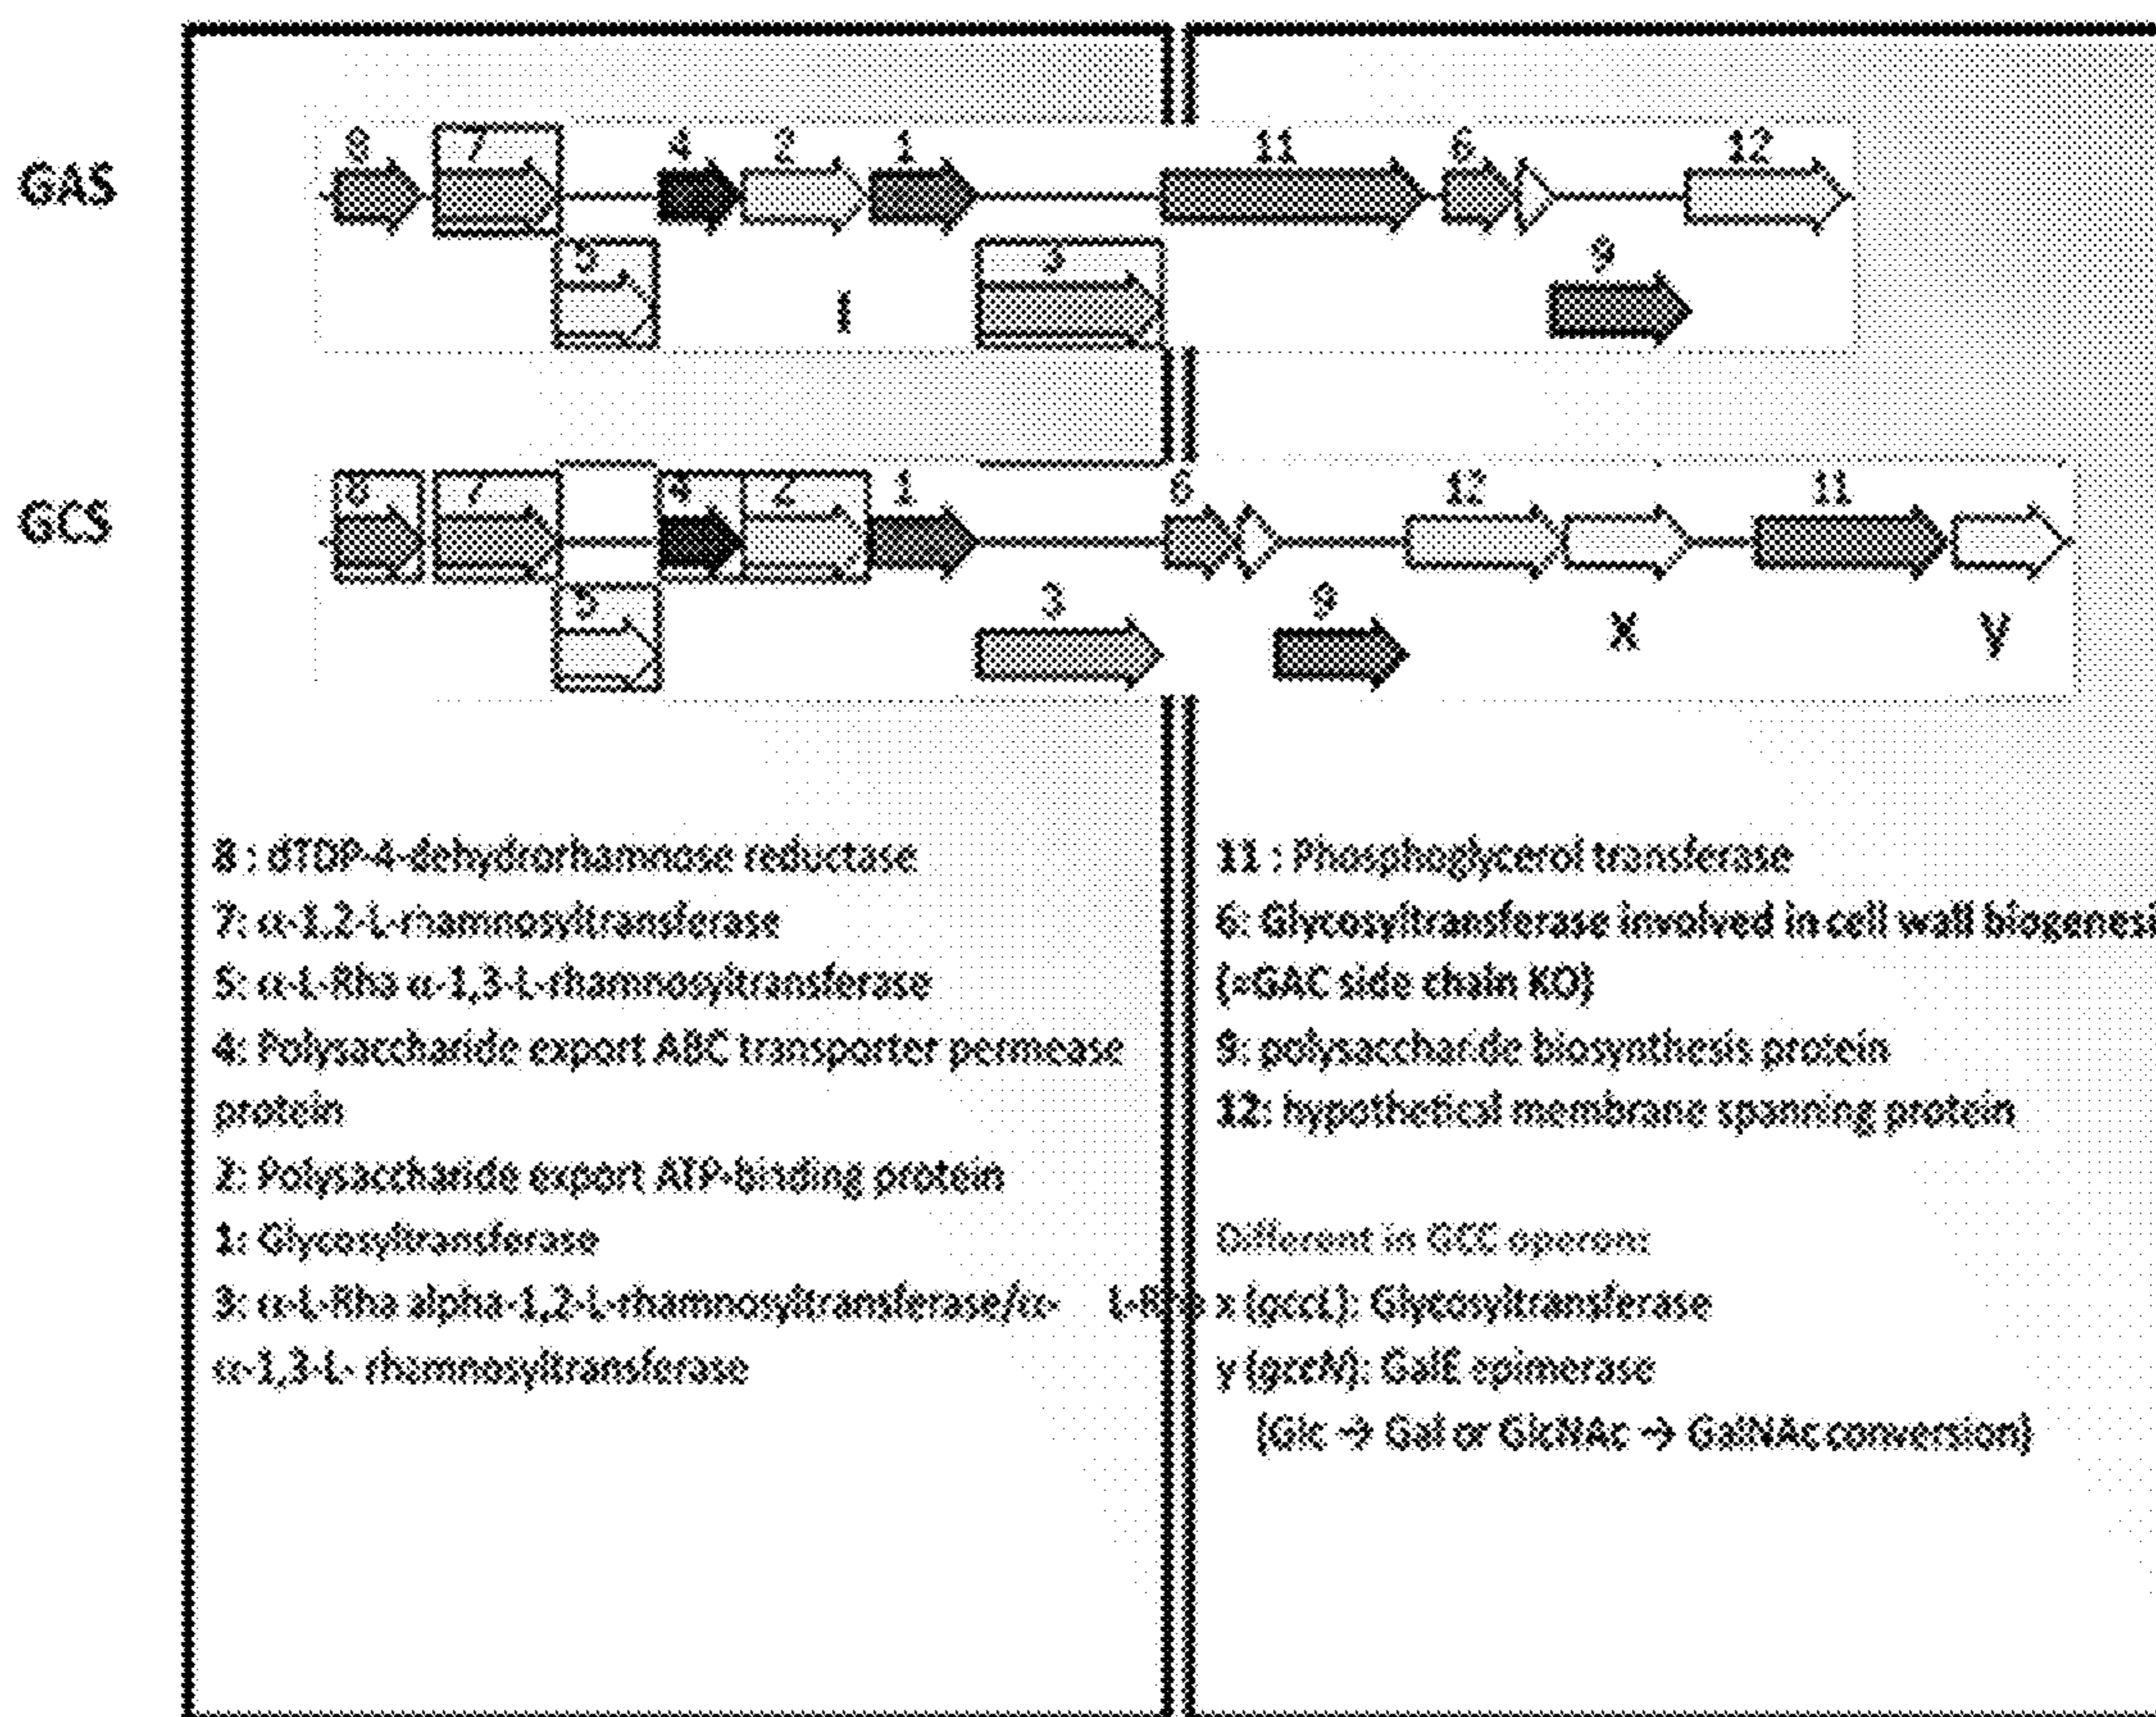 8 7 4 2 1 11 6 12
GAS
5 I 3 9
8 7 4 2 1 6 12 11
GCS
5 3 9 X y
8 : dTDP-4-dehydrorhamnose reductase
7: α-1,2-L-rhamnosyltransferase
5: α-L-Rha α-1,3-L-rhamnosyltransferase
4: Polysaccharide export ABC transporter permease
protein
2: Polysaccharide export ATP-binding protein
1: Glycosyltransferase
3: α-L-Rha alpha-1,2-L-rhamnosyltransferase/α- L-Rha
α-1,3-L- rhamnosyltransferase
11 : Phosphoglycerol transferase
6: Glycosyltransferase involved in cell wall biogenesis
(=GAC side chain KO)
9: polysaccharide biosynthesis protein
12: hypothetical membrane spanning protein
Different in GCC operon:
x (gccL): Glycosyltransferase
y (gccN): GalE epimerase
(Glc → Gal or GlcNAc → GalNAc conversion)